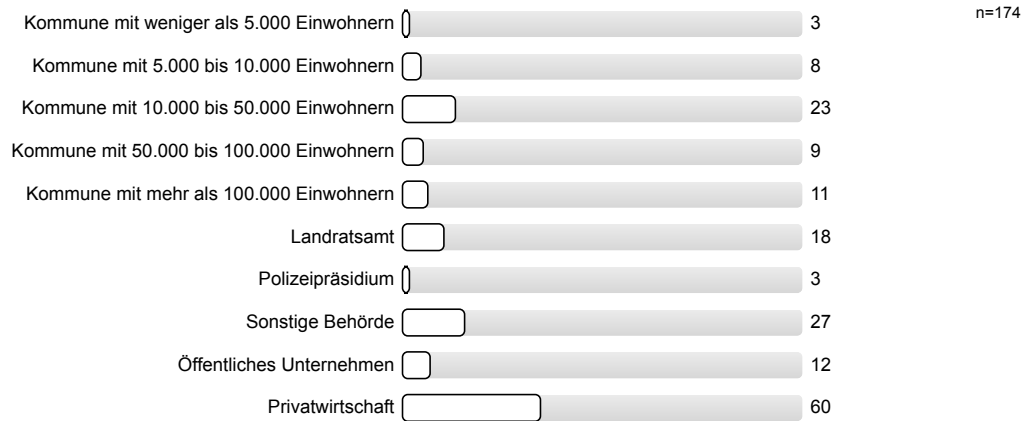 n=174
Kommune mit weniger als 5.000 Einwohnern 3
Kommune mit 5.000 bis 10.000 Einwohnern 8
Kommune mit 10.000 bis 50.000 Einwohnern 23
Kommune mit 50.000 bis 100.000 Einwohnern 9
Kommune mit mehr als 100.000 Einwohnern 11
Landratsamt 18
Polizeipräsidium 3
Sonstige Behörde 27
Öffentliches Unternehmen 12
Privatwirtschaft 60